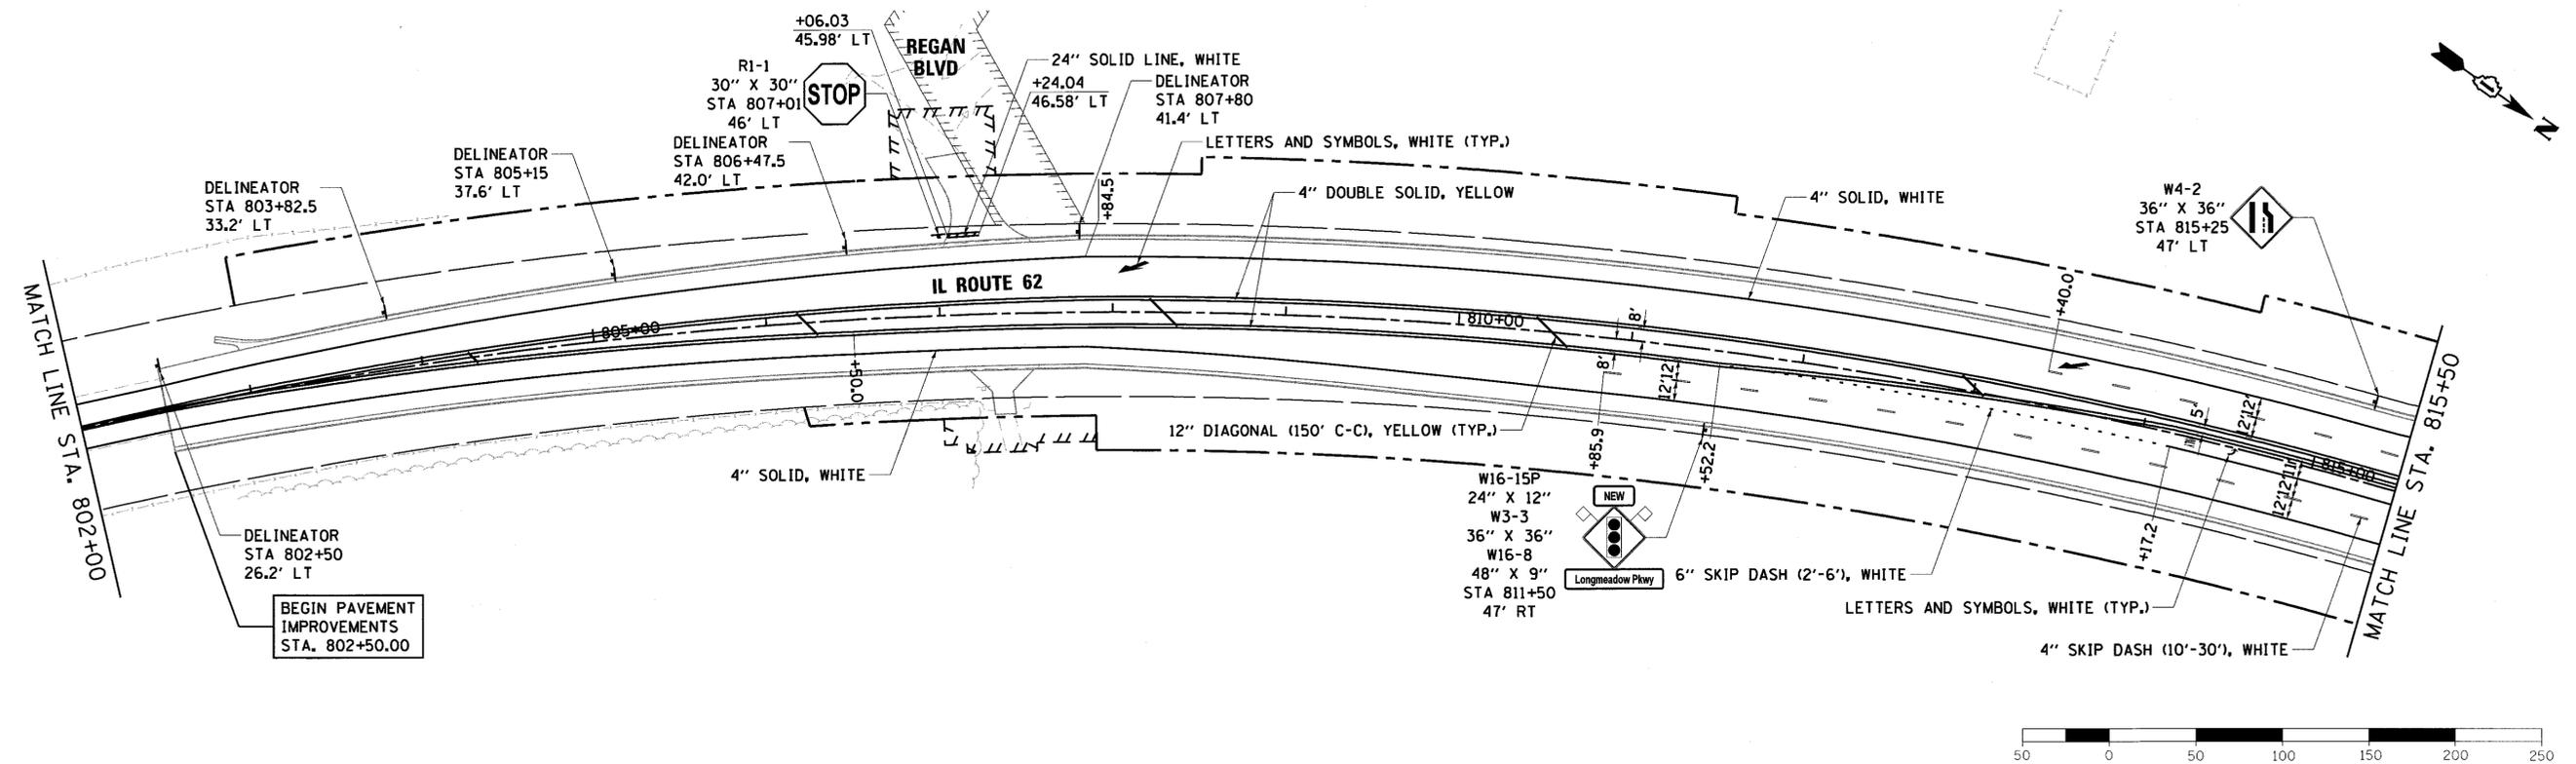 +06.03
45.98' LT
REGAN
BLVD
R1-1
30" X 30"
STA 807+01
46' LT
STOP
24" SOLID LINE, WHITE
+24.04
46.58' LT
DELINEATOR
STA 807+80
41.4' LT
DELINEATOR
STA 806+47.5
42.0' LT
DELINEATOR
STA 805+15
37.6' LT
DELINEATOR
STA 803+82.5
33.2' LT
LETTERS AND SYMBOLS, WHITE (TYP.)
+84.5
4" DOUBLE SOLID, YELLOW
4" SOLID, WHITE
W4-2
36" X 36"
STA 815+25
47' LT
N
+40.0
IL ROUTE 62
805+00
810+00
815+00
8'
8'
12'
12'
5'
12'
12'
11'
12'
12'
+50.0
MATCH LINE STA. 802+00
MATCH LINE STA. 815+50
12" DIAGONAL (150' C-C), YELLOW (TYP.)
+85.9
+52.2
+17.2
4" SOLID, WHITE
W16-15P
24" X 12"
W3-3
36" X 36"
W16-8
48" X 9"
STA 811+50
47' RT
NEW
Longmeadow Pkwy
6" SKIP DASH (2'-6'), WHITE
LETTERS AND SYMBOLS, WHITE (TYP.)
4" SKIP DASH (10'-30'), WHITE
DELINEATOR
STA 802+50
26.2' LT
BEGIN PAVEMENT
IMPROVEMENTS
STA. 802+50.00
50 0 50 100 150 200 250